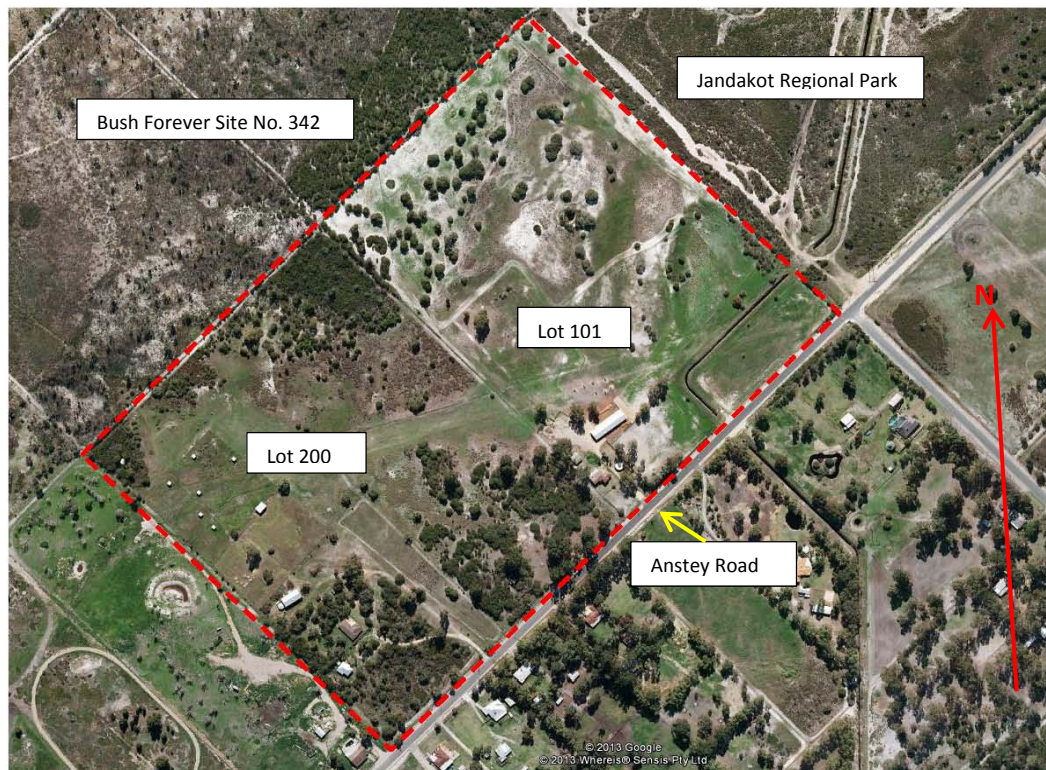 Jandakot Regional Park
Bush Forever Site No. 342
N
Lot 101
Lot 200
Anstey Road
© 2013 Google
© 2013 Whereis® Sensis Pty Ltd